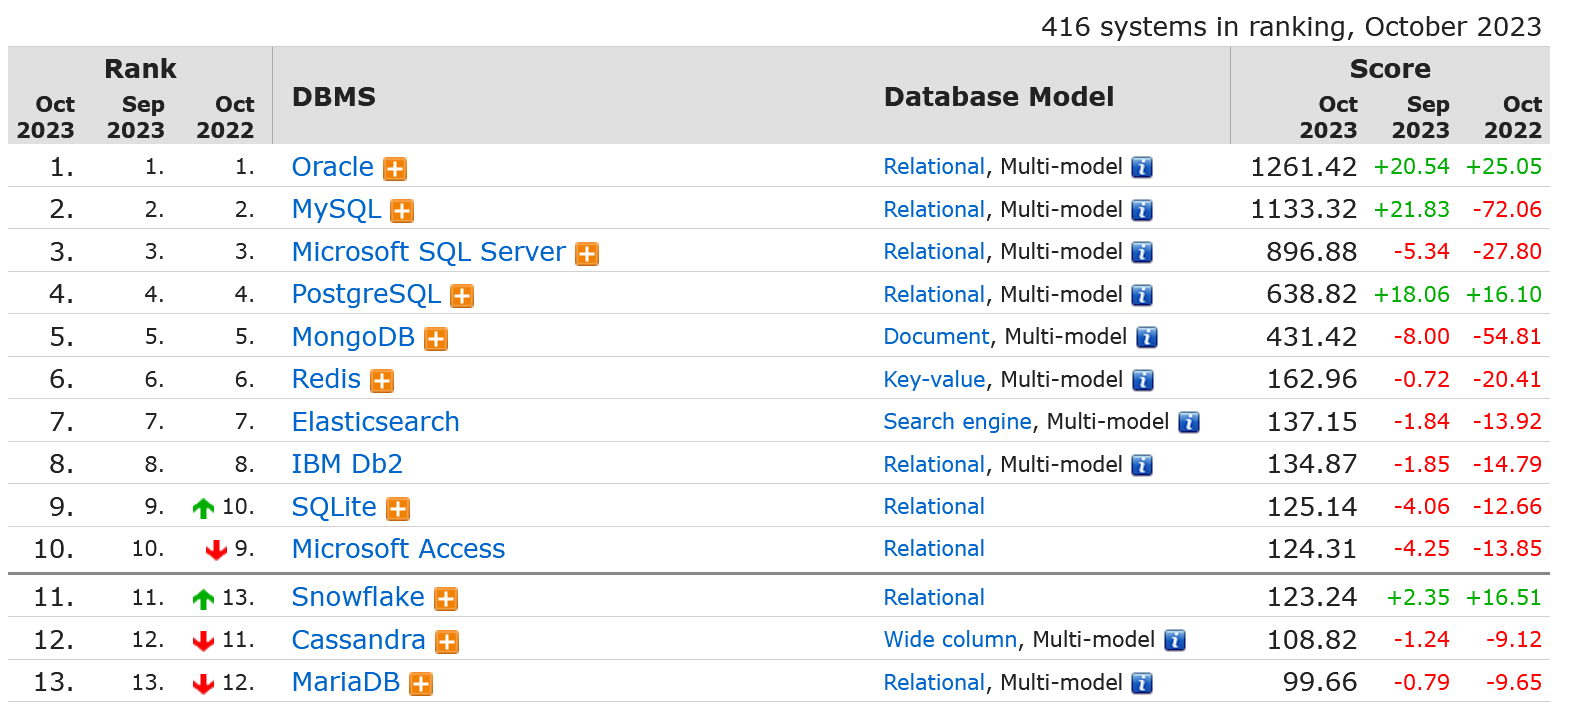 416 systems in ranking, October 2023
Rank DBMS Database Model Score
Oct 2023 Sep 2023 Oct 2022 Oct 2023 Sep 2023 Oct 2022
1. 1. 1. Oracle Relational, Multi-model i 1261.42 +20.54 +25.05
2. 2. 2. MySQL Relational, Multi-model i 1133.32 +21.83 -72.06
3. 3. 3. Microsoft SQL Server Relational, Multi-model i 896.88 -5.34 -27.80
4. 4. 4. PostgreSQL Relational, Multi-model i 638.82 +18.06 +16.10
5. 5. 5. MongoDB Document, Multi-model i 431.42 -8.00 -54.81
6. 6. 6. Redis Key-value, Multi-model i 162.96 -0.72 -20.41
7. 7. 7. Elasticsearch Search engine, Multi-model i 137.15 -1.84 -13.92
8. 8. 8. IBM Db2 Relational, Multi-model i 134.87 -1.85 -14.79
9. 9. 10. SQLite Relational 125.14 -4.06 -12.66
10. 10. 9. Microsoft Access Relational 124.31 -4.25 -13.85
11. 11. 13. Snowflake Relational 123.24 +2.35 +16.51
12. 12. 11. Cassandra Wide column, Multi-model i 108.82 -1.24 -9.12
13. 13. 12. MariaDB Relational, Multi-model i 99.66 -0.79 -9.65